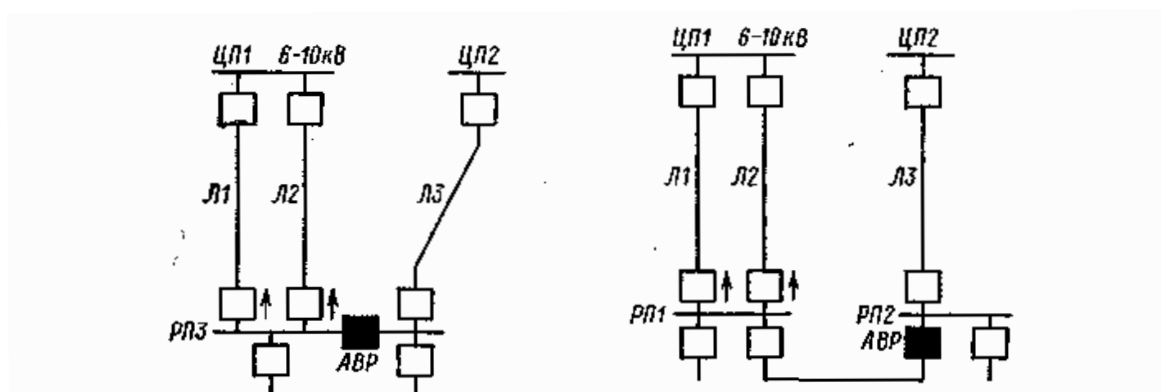 ЦП1 6-10кВ ЦП2
Л1 Л2 Л3
РП3
АВР
ЦП1 6-10кВ ЦП2
Л1 Л2 Л3
РП1 РП2
АВР